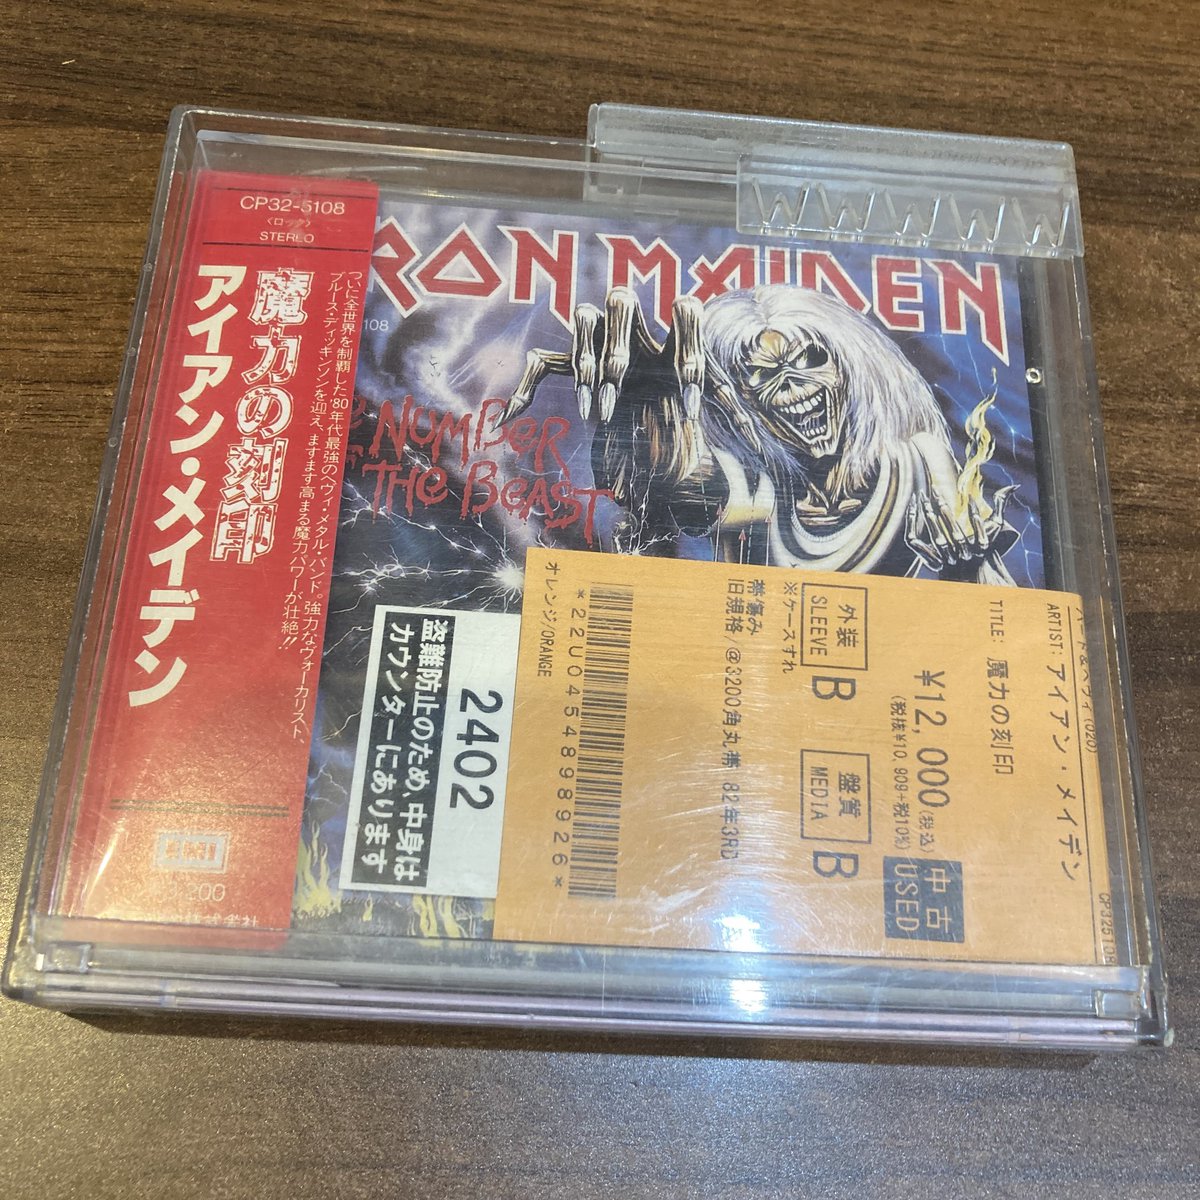 CP32-5108
〈ロック〉
STEREO
魔力の刻印
アイアン・メイデン
ついに全世界を制覇した'80年代最強のヘヴィ・メタル・バンド。強力なヴォーカリスト、
ブルース・ディッキンソンを迎え、ますます高まる魔力パワーが壮絶!!
200
IRON MAIDEN
108
NUMBER
THE BEAST
2402
盗難防止のため、中身は
カウンターにあります
CP325108
ARTIST: アイアン・メイデン
TITLE: 魔力の刻印
¥12,000(税込)
(税抜¥10,909+税10%)
中古
USED
外装
SLEEVE
B
盤質
MEDIA
B
※ケースすれ
帯傷み
旧規格/@3200角丸帯 82年3RD
*22U0454898926*
オレンジ/ORANGE